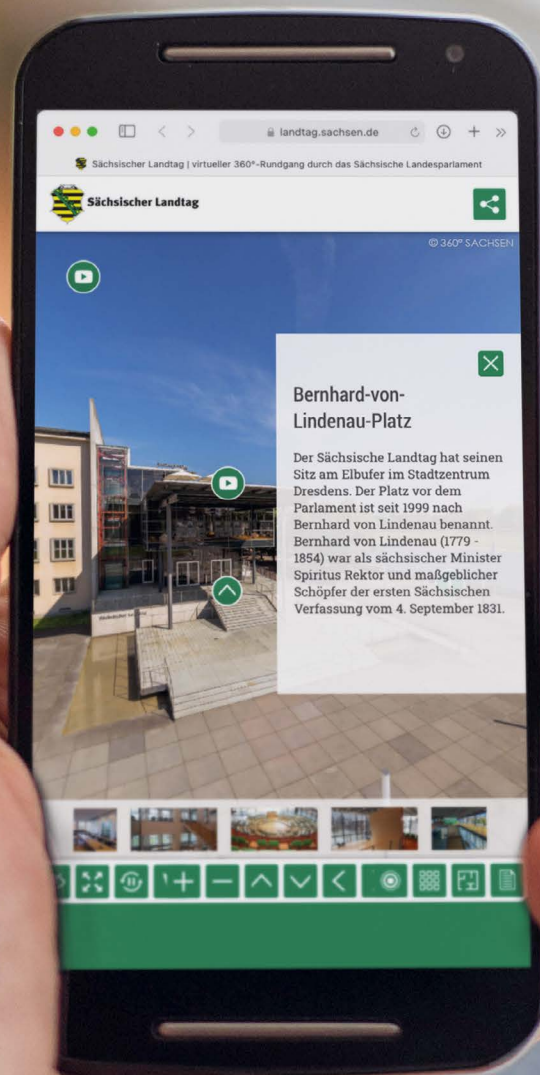 landtag.sachsen.de
Sächsischer Landtag | virtueller 360°-Rundgang durch das Sächsische Landesparlament
Sächsischer Landtag
© 360° SACHSEN
Bernhard-von-
Lindenau-Platz
Der Sächsische Landtag hat seinen
Sitz am Elbufer im Stadtzentrum
Dresdens. Der Platz vor dem
Parlament ist seit 1999 nach
Bernhard von Lindenau benannt.
Bernhard von Lindenau (1779 -
1854) war als sächsischer Minister
Spiritus Rektor und maßgeblicher
Schöpfer der ersten Sächsischen
Verfassung vom 4. September 1831.
Sächsischer Landtag